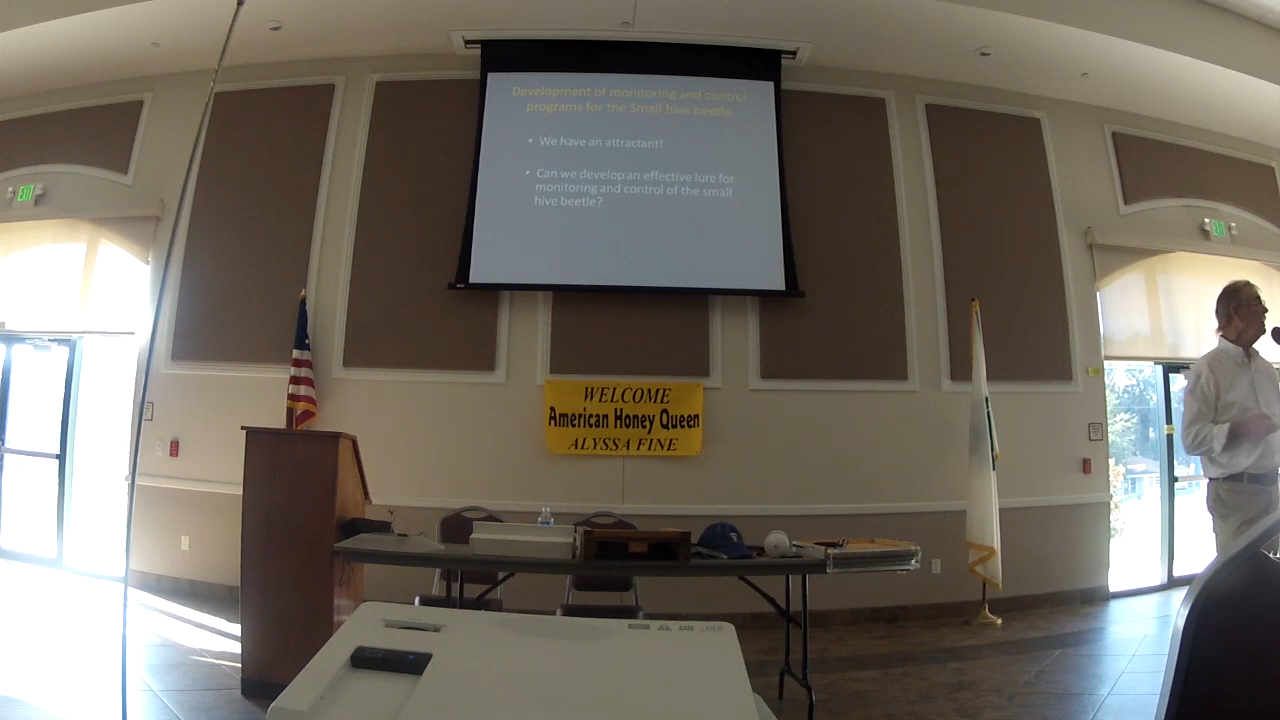 Development of monitoring and control
programs for the Small hive beetle
• We have an attractant!
• Can we develop an effective lure for
monitoring and control of the small
hive beetle?
EXIT
EXIT
WELCOME
American Honey Queen
ALYSSA FINE